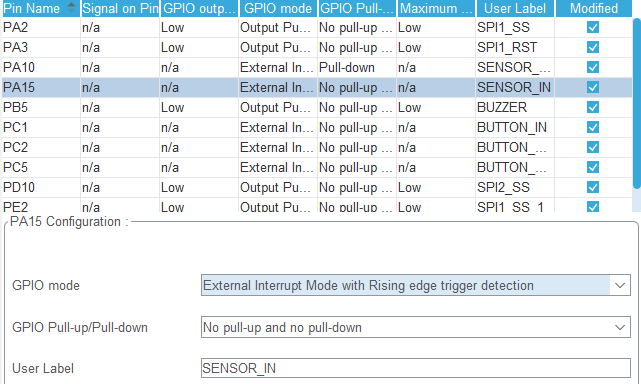 Pin Name Signal on Pin GPIO outp... GPIO mode GPIO Pull-... Maximum ... User Label Modified
PA2 n/a Low Output Pu... No pull-up ... Low SPI1_SS
PA3 n/a Low Output Pu... No pull-up ... Low SPI1_RST
PA10 n/a n/a External In... Pull-down n/a SENSOR_...
PA15 n/a n/a External In... No pull-up ... n/a SENSOR_IN
PB5 n/a Low Output Pu... No pull-up ... Low BUZZER
PC1 n/a n/a External In... No pull-up ... n/a BUTTON_IN
PC2 n/a n/a External In... No pull-up ... n/a BUTTON_...
PC5 n/a n/a External In... No pull-up ... n/a BUTTON_...
PD10 n/a Low Output Pu... No pull-up ... Low SPI2_SS
PE2 n/a Low Output Pu... No pull-up ... Low SPI1_SS_1
PA15 Configuration :
GPIO mode External Interrupt Mode with Rising edge trigger detection
GPIO Pull-up/Pull-down No pull-up and no pull-down
User Label SENSOR_IN